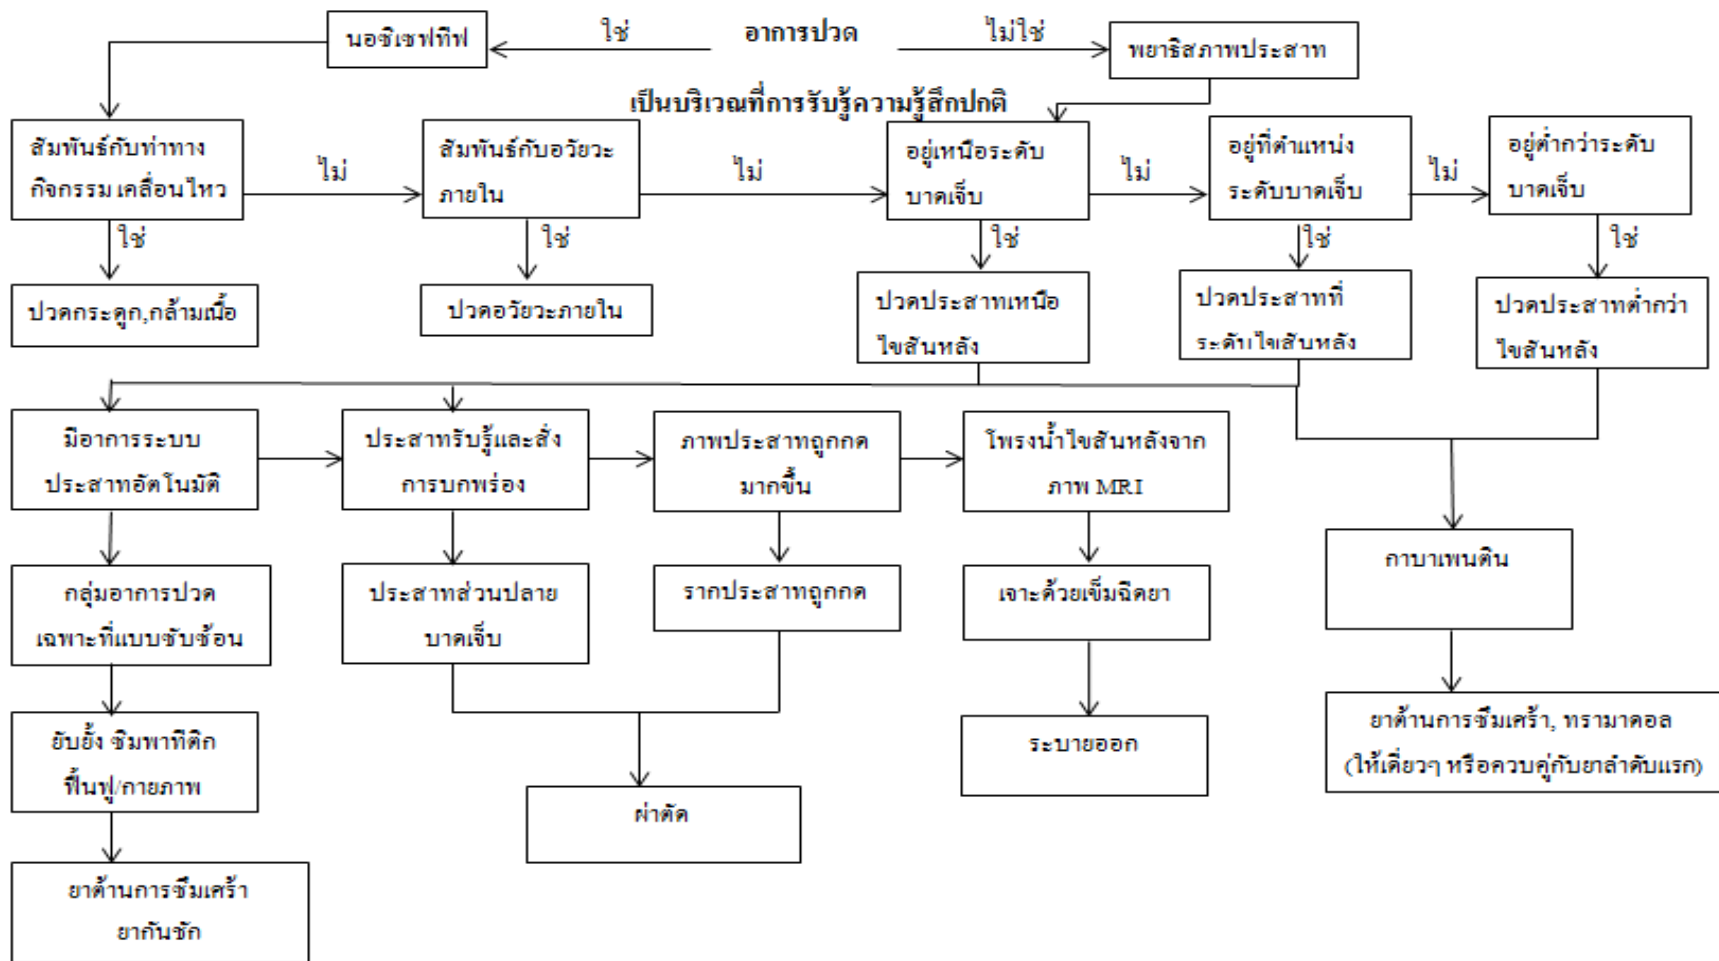 นอซิเซฟทีฟ
ใช่
อาการปวด
ไม่ใช่
พยาธิสภาพประสาท
เป็นบริเวณที่การรับรู้ความรู้สึกปกติ
สัมพันธ์กับท่าทาง
กิจกรรม เคลื่อนไหว
ไม่
สัมพันธ์กับอวัยวะ
ภายใน
ไม่
อยู่เหนือระดับ
บาดเจ็บ
ไม่
อยู่ที่ตำแหน่ง
ระดับบาดเจ็บ
ไม่
อยู่ต่ำกว่าระดับ
บาดเจ็บ
ใช่
ใช่
ใช่
ใช่
ใช่
ปวดกระดูก,กล้ามเนื้อ
ปวดอวัยวะภายใน
ปวดประสาทเหนือ
ไขสันหลัง
ปวดประสาทที่
ระดับไขสันหลัง
ปวดประสาทต่ำกว่า
ไขสันหลัง
มีอาการระบบ
ประสาทอัตโนมัติ
ประสาทรับรู้และสั่ง
การบกพร่อง
ภาพประสาทถูกกด
มากขึ้น
โพรงน้ำไขสันหลังจาก
ภาพ MRI
กาบาเพนติน
กลุ่มอาการปวด
เฉพาะที่แบบซับซ้อน
ประสาทส่วนปลาย
บาดเจ็บ
รากประสาทถูกกด
เจาะด้วยเข็มฉีดยา
ยับยั้ง ซิมพาทีติก
ฟื้นฟู/กายภาพ
ผ่าตัด
ระบายออก
ยาต้านการซึมเศร้า, ทรามาดอล
(ให้เดี่ยวๆ หรือควบคู่กับยาลำดับแรก)
ยาต้านการซึมเศร้า
ยากันชัก